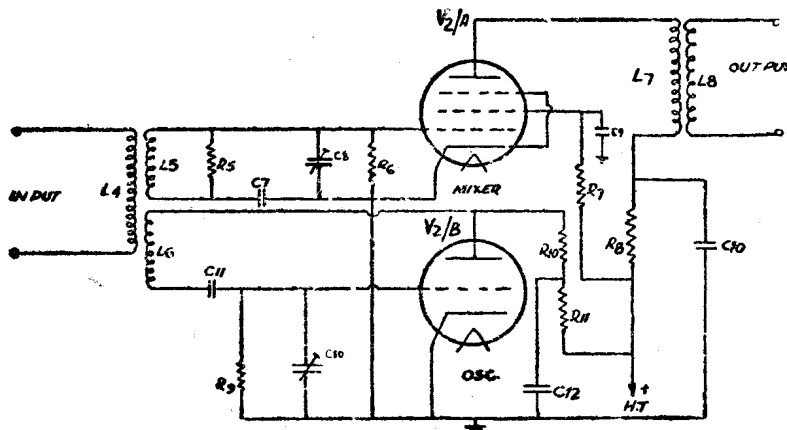 V2/A
L7
L8
OUTPU
C9
L4
L5
R5
C8
R6
C7
MIXER
R7
INPUT
V2/B
R8
C10
L6
R10
C11
R11
C10
R9
OSC.
C12
+
H.T